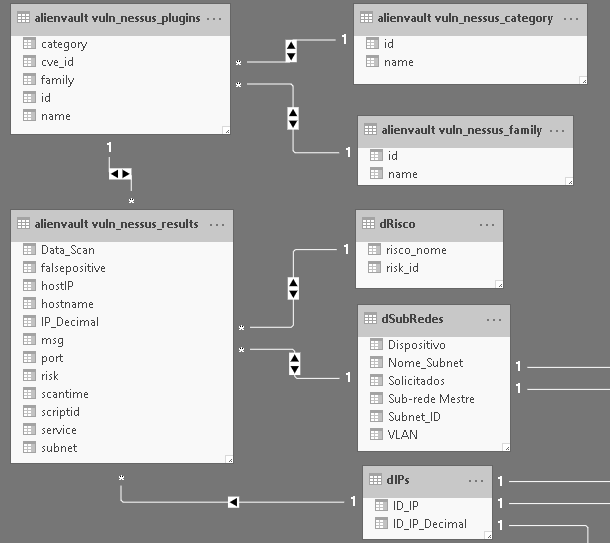 alienvault vuln_nessus_plugins ...
category
cve_id
family
id
name
alienvault vuln_nessus_category ...
id
name
* 1
* 1
alienvault vuln_nessus_family ...
id
name
1
*
alienvault vuln_nessus_results ...
Data_Scan
falsepositive
hostIP
hostname
IP_Decimal
msg
port
risk
scantime
scriptid
service
subnet
dRisco ...
risco_nome
risk_id
* 1
* 1
dSubRedes ...
Dispositivo
Nome_Subnet
Solicitados
Sub-rede Mestre
Subnet_ID
VLAN
1
1
* 1
dIPs ...
ID_IP
ID_IP_Decimal
1
1
1